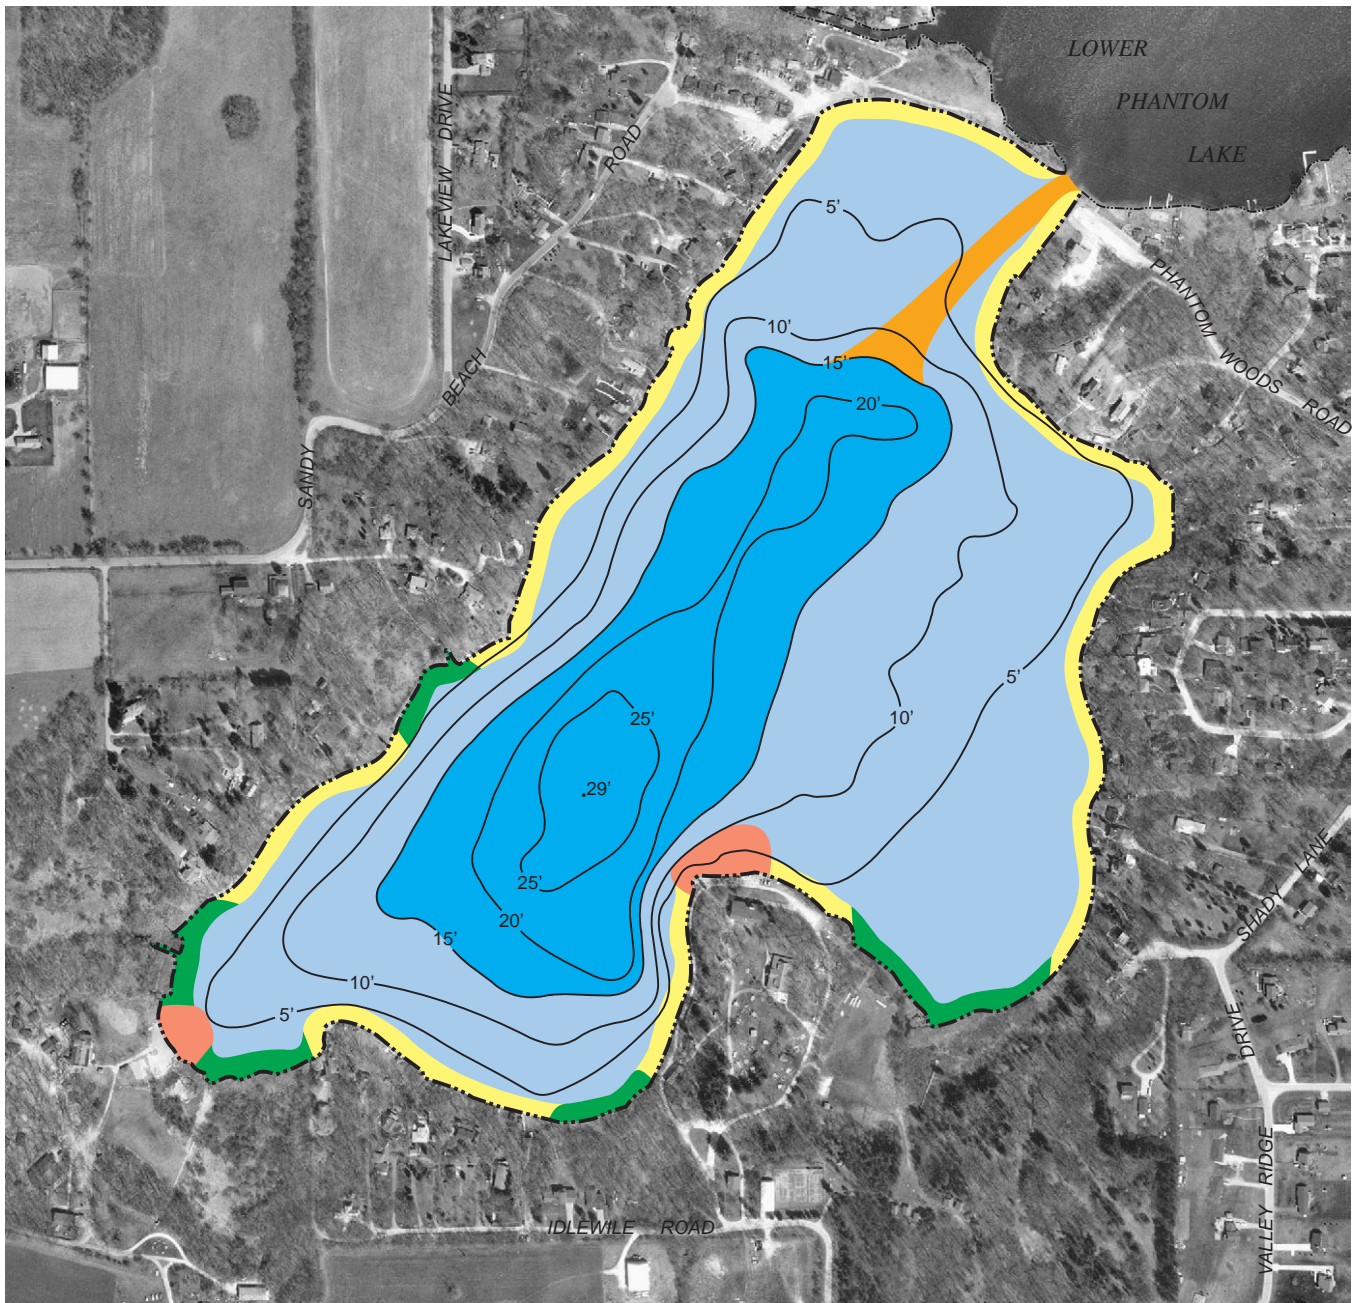 LOWER
PHANTOM
LAKE
LAKEVIEW DRIVE
ROAD
5'
PHANTOM WOODS ROAD
10'
15'
BEACH
20'
SANDY
5'
25'
10'
29'
SHADY LANE
25'
20'
15'
10'
5'
DRIVE
VALLEY RIDGE
IDLEWILE ROAD